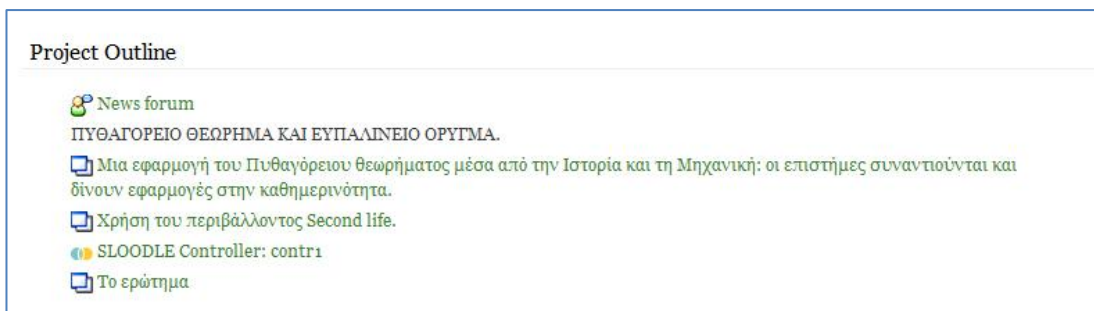 Project Outline
News forum
ΠΥΘΑΓΟΡΕΙΟ ΘΕΩΡΗΜΑ ΚΑΙ ΕΥΠΑΛΙΝΕΙΟ ΟΡΥΓΜΑ.
Μια εφαρμογή του Πυθαγόρειου θεωρήματος μέσα από την Ιστορία και τη Μηχανική: οι επιστήμες συναντιούνται και
δίνουν εφαρμογές στην καθημερινότητα.
Χρήση του περιβάλλοντος Second life.
SLOODLE Controller: contr1
Το ερώτημα